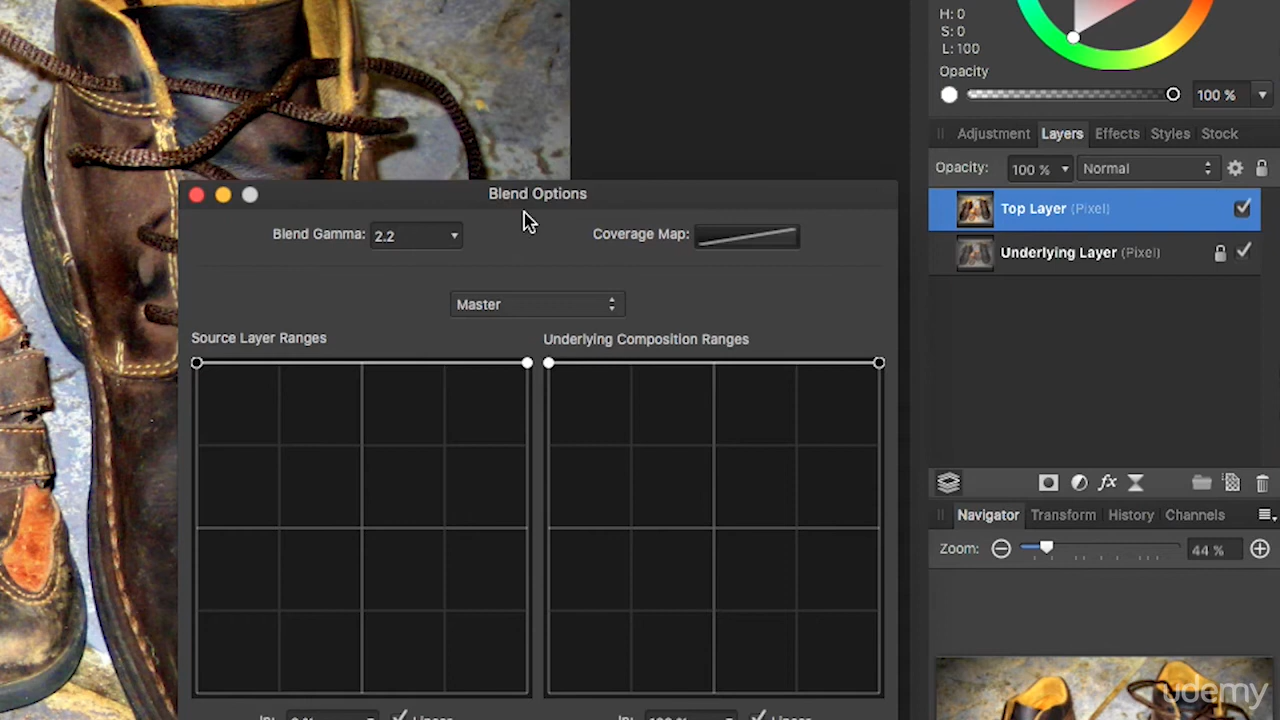 H: 0
S: 0
L: 100
Opacity
100 %
Adjustment Layers Effects Styles Stock
Opacity: 100 % Normal
Top Layer (Pixel)
Underlying Layer (Pixel)
Blend Options
Blend Gamma: 2.2 Coverage Map:
Master
Source Layer Ranges Underlying Composition Ranges
Navigator Transform History Channels
Zoom: 44 %
udemy